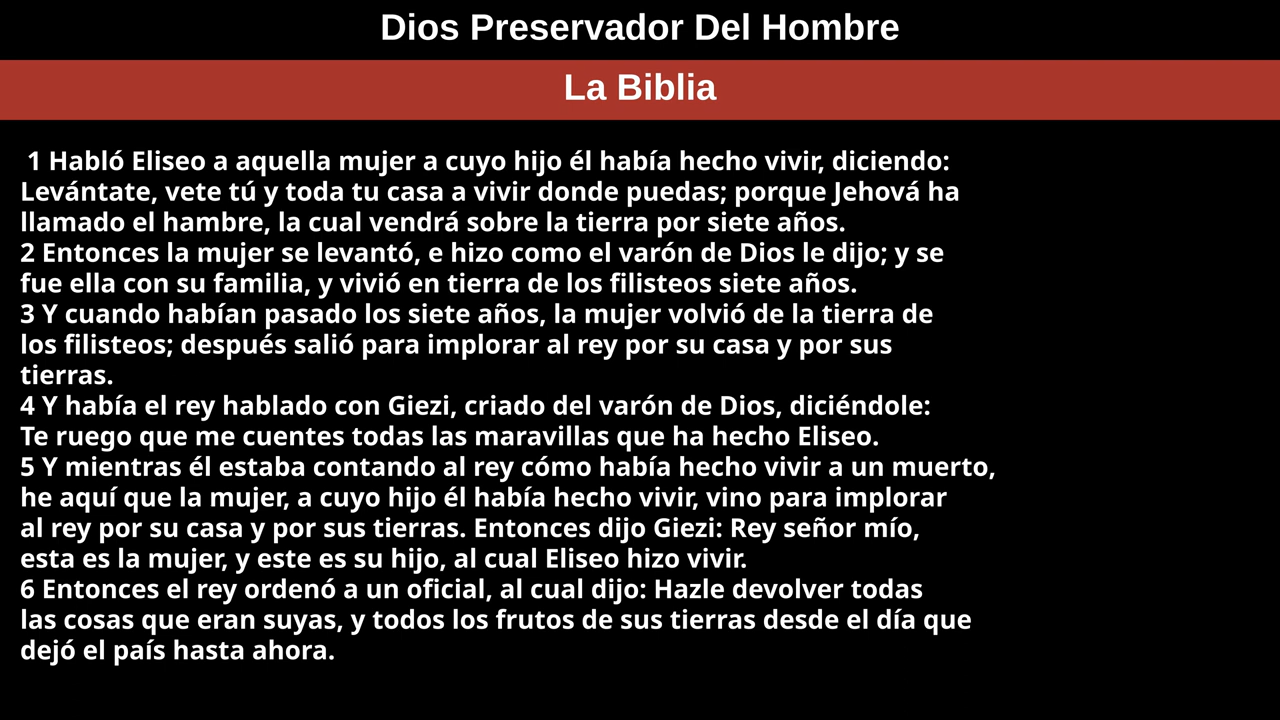 Dios Preservador Del Hombre
La Biblia
1 Habló Eliseo a aquella mujer a cuyo hijo él había hecho vivir, diciendo:
Levántate, vete tú y toda tu casa a vivir donde puedas; porque Jehová ha
llamado el hambre, la cual vendrá sobre la tierra por siete años.
2 Entonces la mujer se levantó, e hizo como el varón de Dios le dijo; y se
fue ella con su familia, y vivió en tierra de los filisteos siete años.
3 Y cuando habían pasado los siete años, la mujer volvió de la tierra de
los filisteos; después salió para implorar al rey por su casa y por sus
tierras.
4 Y había el rey hablado con Giezi, criado del varón de Dios, diciéndole:
Te ruego que me cuentes todas las maravillas que ha hecho Eliseo.
5 Y mientras él estaba contando al rey cómo había hecho vivir a un muerto,
he aquí que la mujer, a cuyo hijo él había hecho vivir, vino para implorar
al rey por su casa y por sus tierras. Entonces dijo Giezi: Rey señor mío,
esta es la mujer, y este es su hijo, al cual Eliseo hizo vivir.
6 Entonces el rey ordenó a un oficial, al cual dijo: Hazle devolver todas
las cosas que eran suyas, y todos los frutos de sus tierras desde el día que
dejó el país hasta ahora.